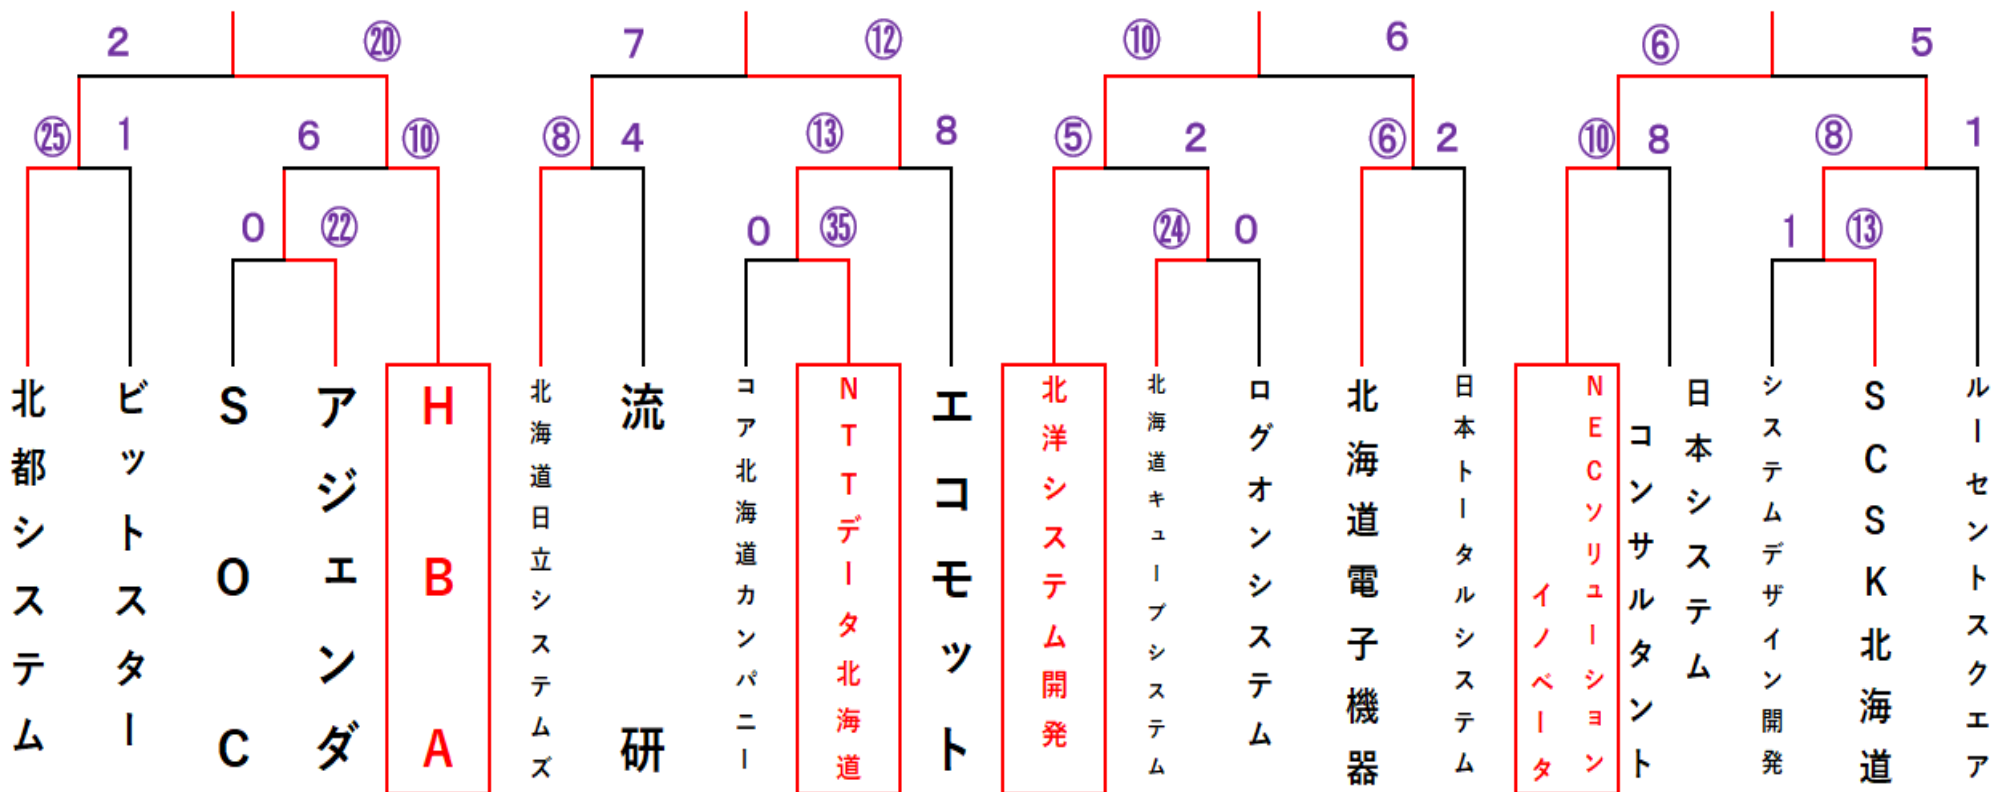 2 ⑳ 7 ⑫ ⑩ 6 ⑥ 5
㉕ 1 6 ⑩ ⑧ 4 ⑬ 8 ⑤ 2 ⑥ 2 ⑩ 8 ⑧ 1
0 ㉒ 0 ㉟ ㉔ 0 1 ⑬
北都システム
ビットスター
SOC
アジェンダ
HBA
北海道日立システムズ
流研
コア北海道カンパニー
NTTデータ北海道
エコモット
北洋システム開発
北海道キューブシステム
ログオンシステム
北海道電子機器
日本トータルシステム
NECソリューション
イノベータ
日本システム
コンサルタント
システムデザイン開発
SCSK北海道
ルーセントスクエア